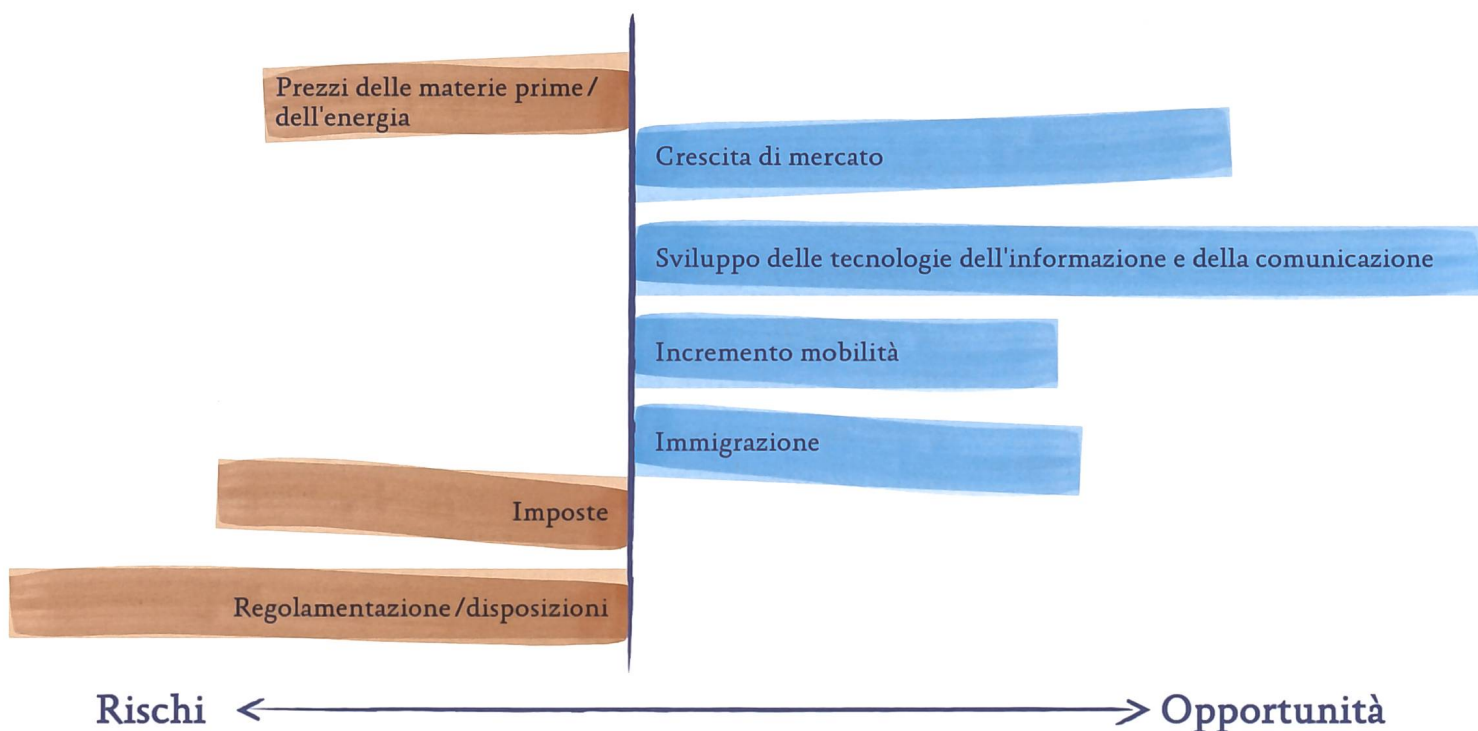 Prezzi delle materie prime/
dell'energia
Crescita di mercato
Sviluppo delle tecnologie dell'informazione e della comunicazione
Incremento mobilità
Immigrazione
Imposte
Regolamentazione/disposizioni
Rischi
Opportunità